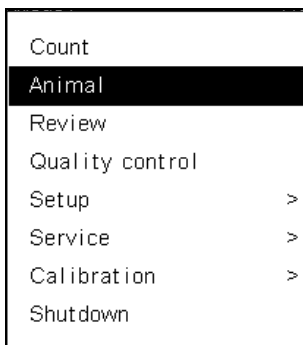 Count
Animal
Review
Quality control
Setup >
Service >
Calibration >
Shutdown